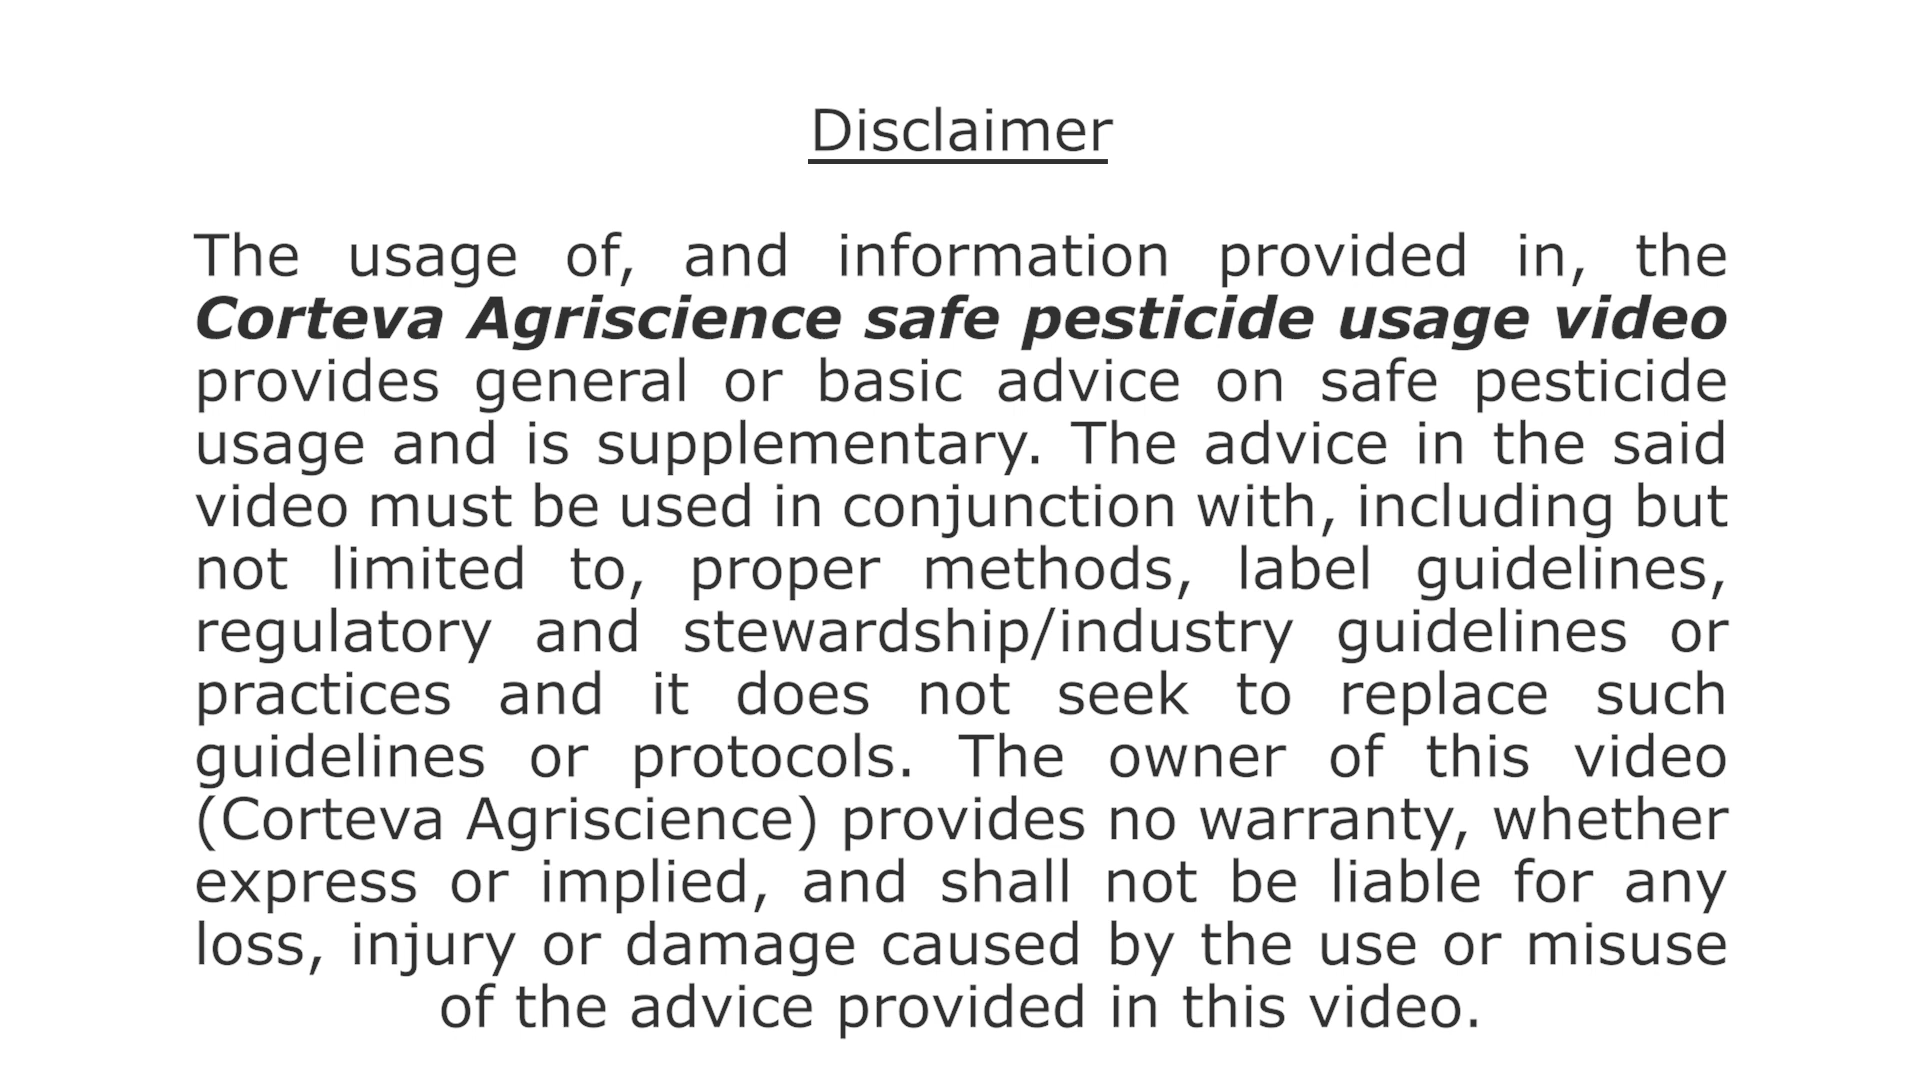 Disclaimer
The usage of, and information provided in, the
Corteva Agriscience safe pesticide usage video
provides general or basic advice on safe pesticide
usage and is supplementary. The advice in the said
video must be used in conjunction with, including but
not limited to, proper methods, label guidelines,
regulatory and stewardship/industry guidelines or
practices and it does not seek to replace such
guidelines or protocols. The owner of this video
(Corteva Agriscience) provides no warranty, whether
express or implied, and shall not be liable for any
loss, injury or damage caused by the use or misuse
of the advice provided in this video.